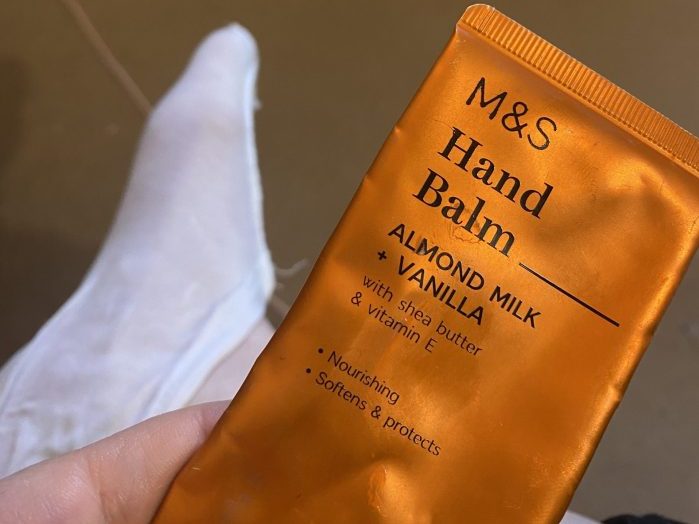 M&S
Hand
Balm
ALMOND MILK
+ VANILLA
with shea butter
& vitamin E
• Nourishing
• Softens & protects